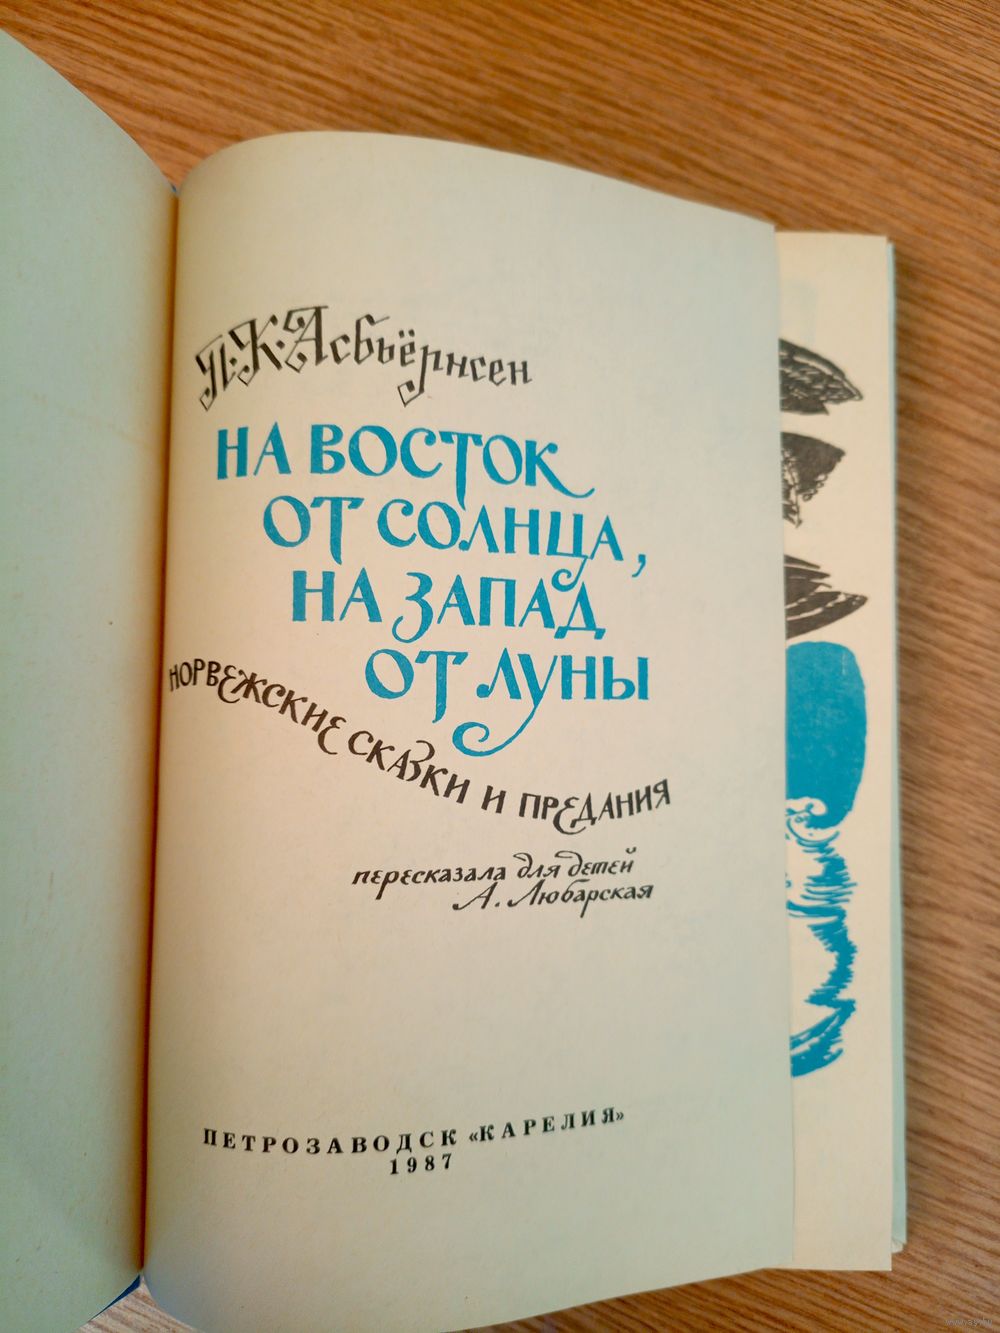 П. К. Асбьёрнсен
НА ВОСТОК
ОТ СОЛНЦА,
НА ЗАПАД
ОТ ЛУНЫ
НОРВЕЖСКИЕ СКАЗКИ И ПРЕДАНИЯ
пересказала для детей
А. Любарская
ПЕТРОЗАВОДСК «КАРЕЛИЯ»
1987